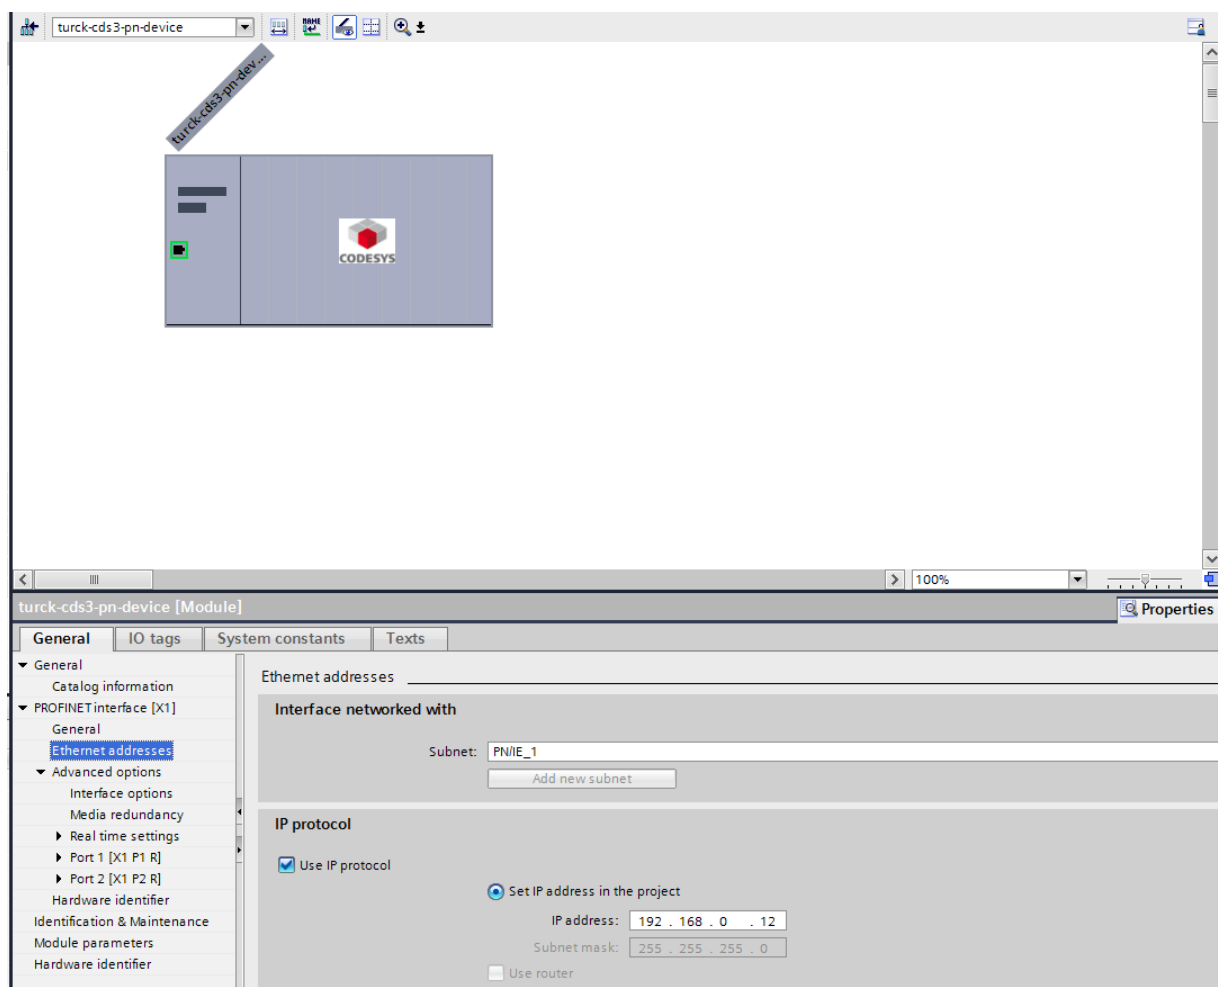 turck-cds3-pn-device
NAME
turck-cds3-pn-dev...
CODESYS
100%
turck-cds3-pn-device [Module]
Properties
General
IO tags
System constants
Texts
General
Catalog information
PROFINET interface [X1]
General
Ethernet addresses
Advanced options
Interface options
Media redundancy
Real time settings
Port 1 [X1 P1 R]
Port 2 [X1 P2 R]
Hardware identifier
Identification & Maintenance
Module parameters
Hardware identifier
Ethernet addresses
Interface networked with
Subnet: PN/IE_1
Add new subnet
IP protocol
Use IP protocol
Set IP address in the project
IP address: 192 . 168 . 0 . 12
Subnet mask: 255 . 255 . 255 . 0
Use router